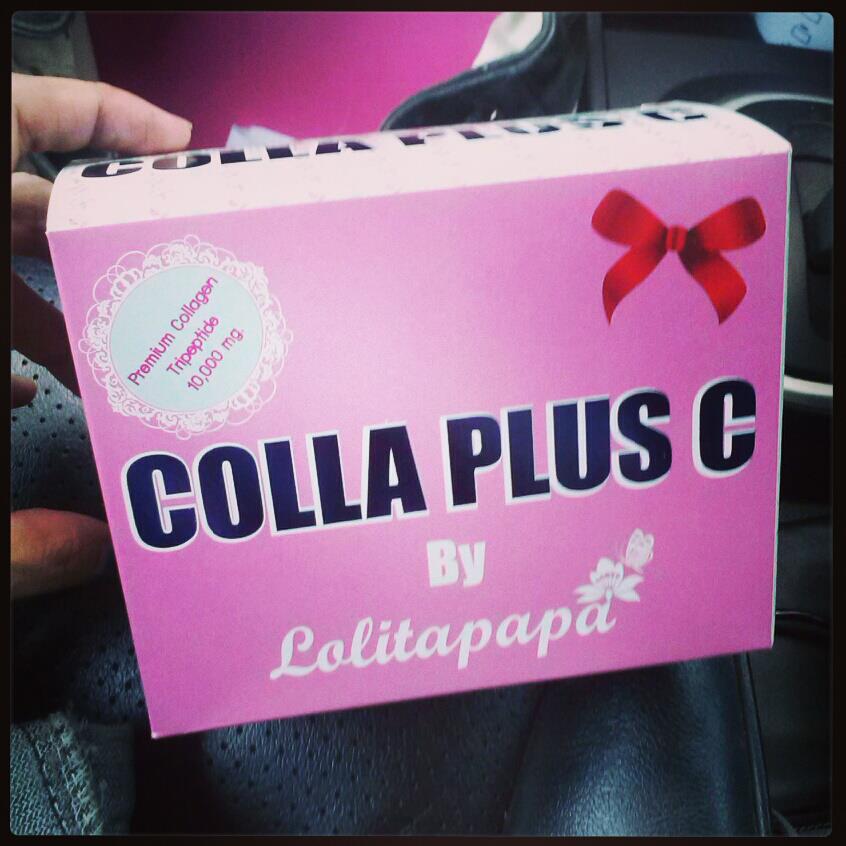 COLLA PLUS C
Premium Collagen
Tripeptide
10,000 mg.
COLLA PLUS C
By
Lolitapapa